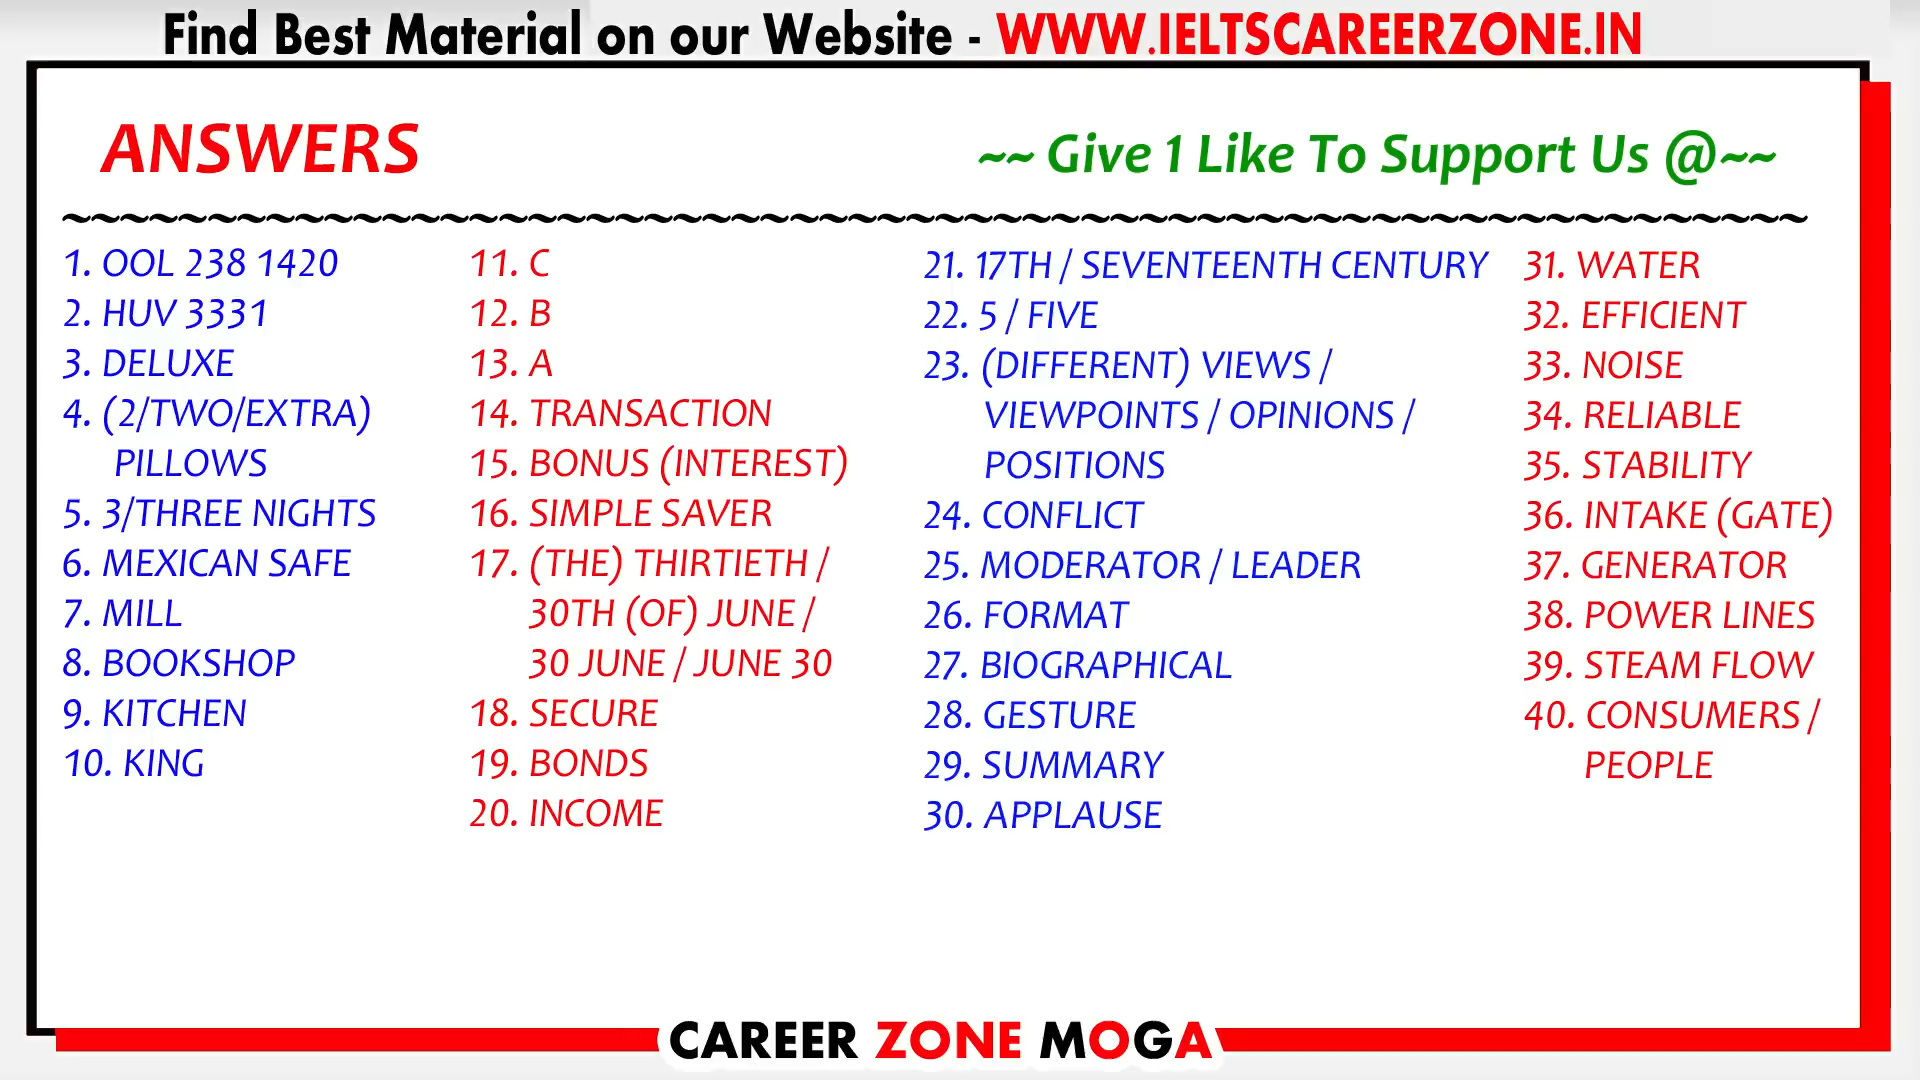 Find Best Material on our Website - WWW.IELTSCAREERZONE.IN
ANSWERS
~~ Give 1 Like To Support Us @~~
~~~~~~~~~~~~~~~~~~~~~~~~~~~~~~~~~~~~~~~~~~~~~~~~~~~~~~~~~~~~
1. OOL 238 1420
2. HUV 3331
3. DELUXE
4. (2/TWO/EXTRA)
PILLOWS
5. 3/THREE NIGHTS
6. MEXICAN SAFE
7. MILL
8. BOOKSHOP
9. KITCHEN
10. KING
11. C
12. B
13. A
14. TRANSACTION
15. BONUS (INTEREST)
16. SIMPLE SAVER
17. (THE) THIRTIETH /
30TH (OF) JUNE /
30 JUNE / JUNE 30
18. SECURE
19. BONDS
20. INCOME
21. 17TH / SEVENTEENTH CENTURY
22. 5 / FIVE
23. (DIFFERENT) VIEWS /
VIEWPOINTS / OPINIONS /
POSITIONS
24. CONFLICT
25. MODERATOR / LEADER
26. FORMAT
27. BIOGRAPHICAL
28. GESTURE
29. SUMMARY
30. APPLAUSE
31. WATER
32. EFFICIENT
33. NOISE
34. RELIABLE
35. STABILITY
36. INTAKE (GATE)
37. GENERATOR
38. POWER LINES
39. STEAM FLOW
40. CONSUMERS /
PEOPLE
CAREER ZONE MOGA